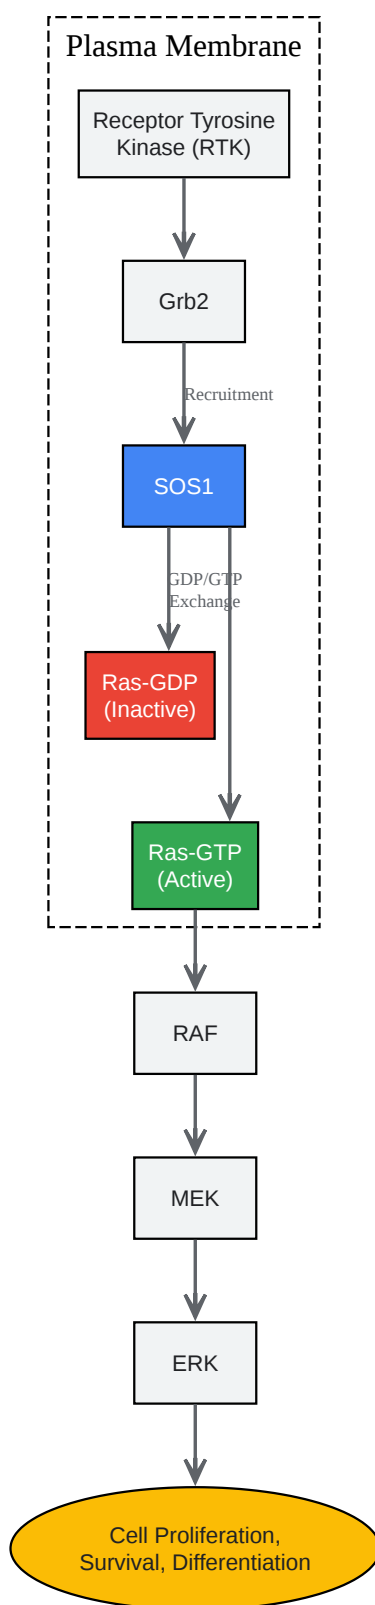 Plasma Membrane
Receptor Tyrosine
Kinase (RTK)
Grb2
Recruitment
SOS1
GDP/GTP
Exchange
Ras-GDP
(Inactive)
Ras-GTP
(Active)
RAF
MEK
ERK
Cell Proliferation,
Survival, Differentiation